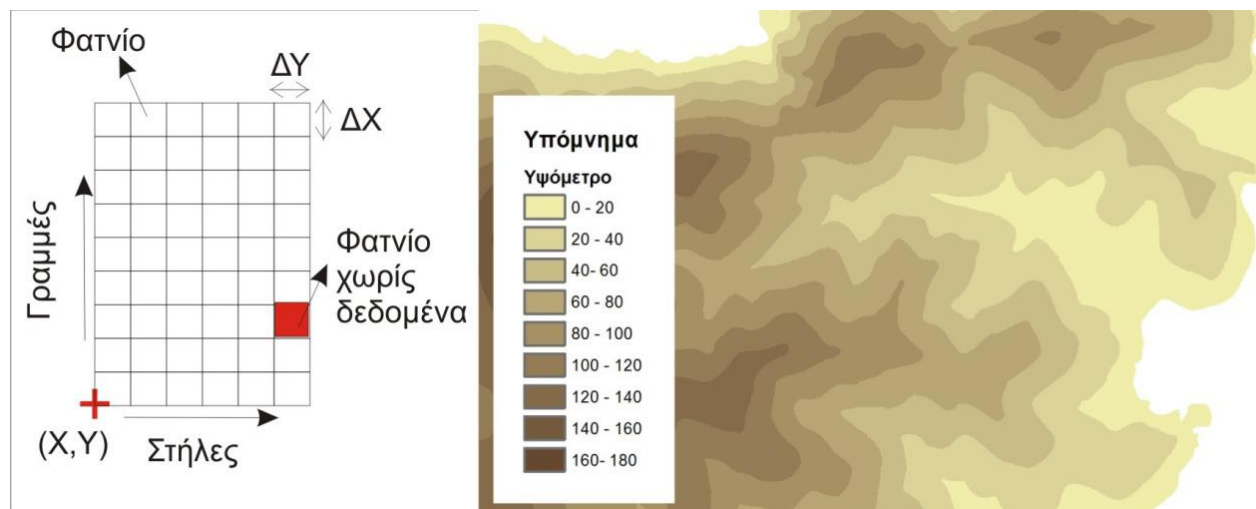 Φατνίο
ΔΥ
ΔΧ
Γραμμές
Φατνίο
χωρίς
δεδομένα
(Χ,Υ)
Στήλες
Υπόμνημα
Υψόμετρο
0 - 20
20 - 40
40- 60
60 - 80
80 - 100
100 - 120
120 - 140
140 - 160
160- 180